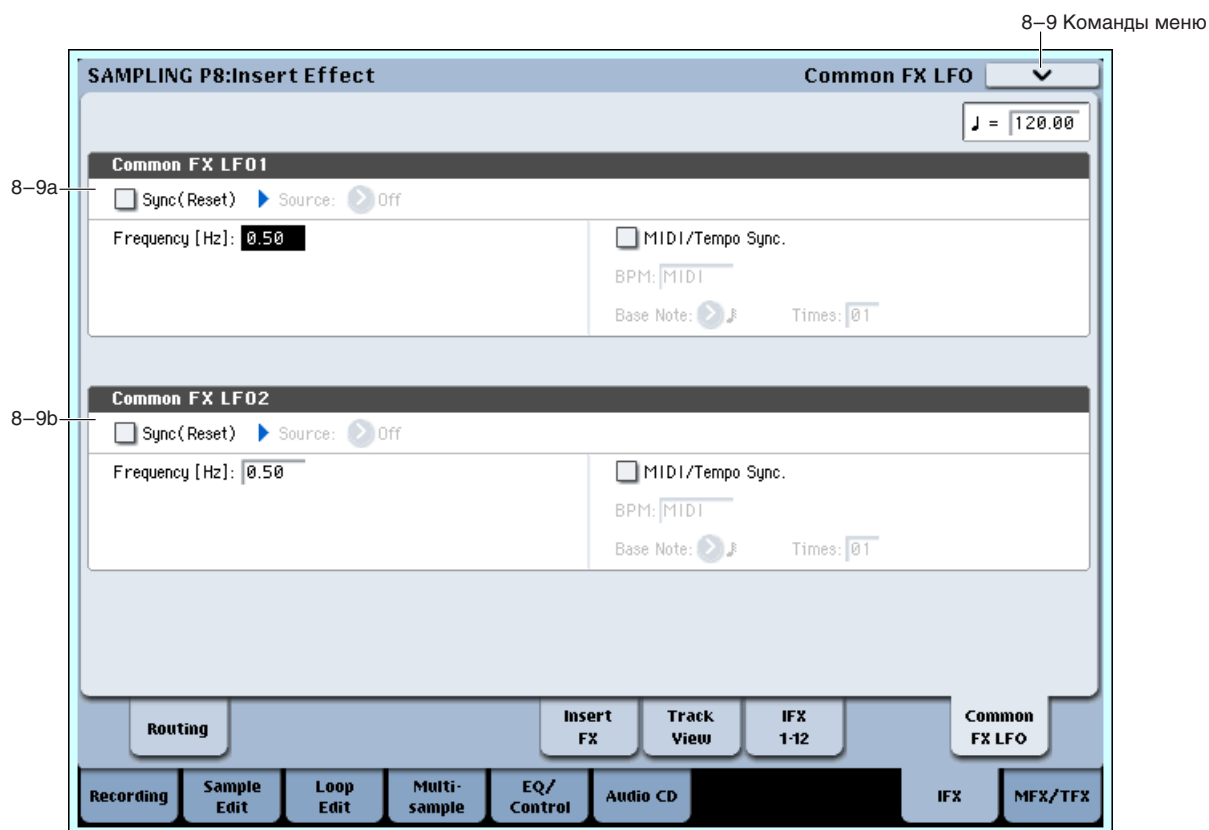 8–9 Команды меню
SAMPLING P8:Insert Effect
Common FX LFO
♩ = 120.00
Common FX LFO1
8–9a
Sync(Reset) Source: Off
Frequency [Hz]: 0.50
MIDI/Tempo Sync.
BPM: MIDI
Base Note: Times: 01
Common FX LFO2
8–9b
Sync(Reset) Source: Off
Frequency [Hz]: 0.50
MIDI/Tempo Sync.
BPM: MIDI
Base Note: Times: 01
Routing
Insert
FX
Track
View
IFX
1-12
Common
FX LFO
Recording
Sample
Edit
Loop
Edit
Multi-
sample
EQ/
Control
Audio CD
IFX
MFX/TFX